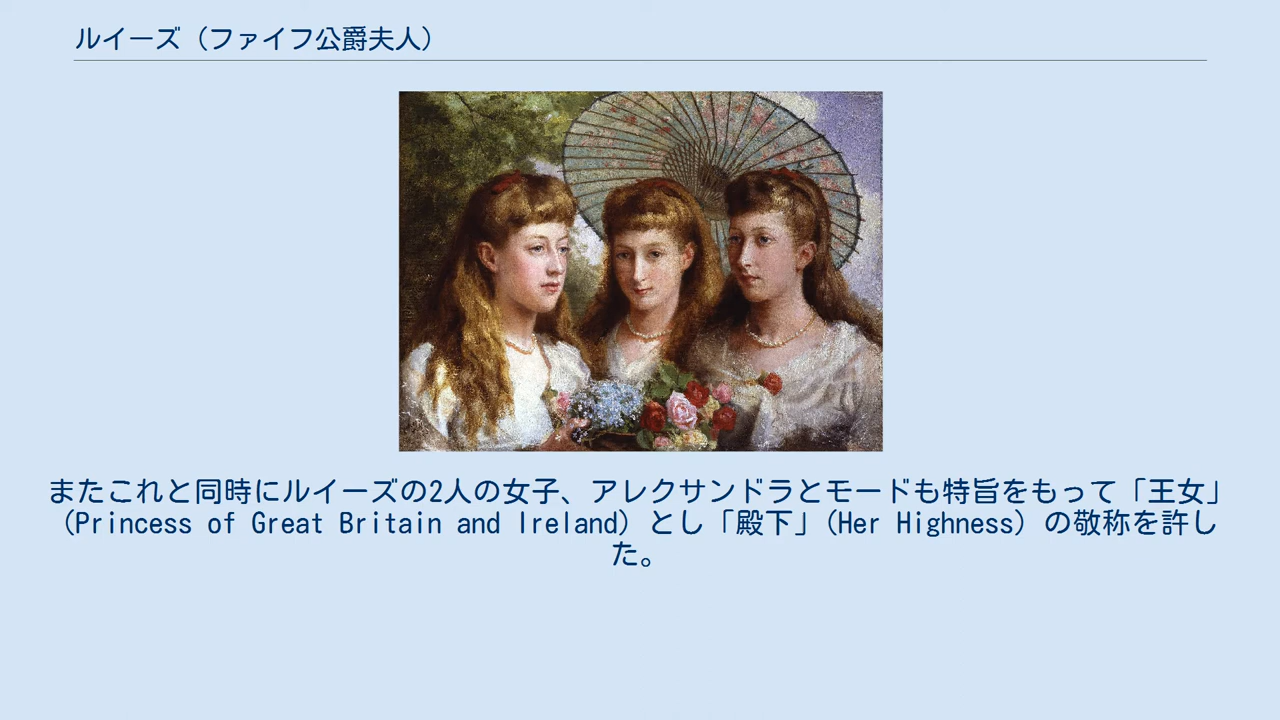 ルイーズ（ファイフ公爵夫人）
またこれと同時にルイーズの2人の女子、アレクサンドラとモードも特旨をもって「王女」
（Princess of Great Britain and Ireland）とし「殿下」（Her Highness）の敬称を許し
た。